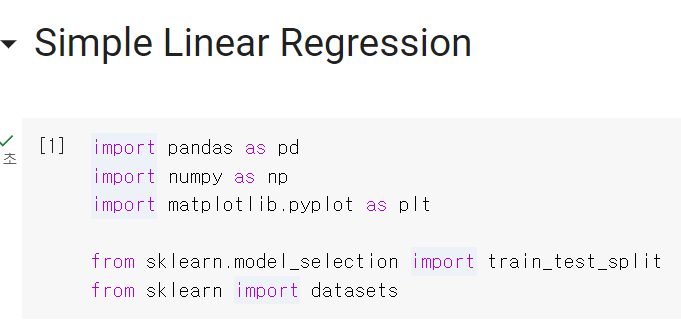 Simple Linear Regression
초
[1] import pandas as pd
import numpy as np
import matplotlib.pyplot as plt
from sklearn.model_selection import train_test_split
from sklearn import datasets